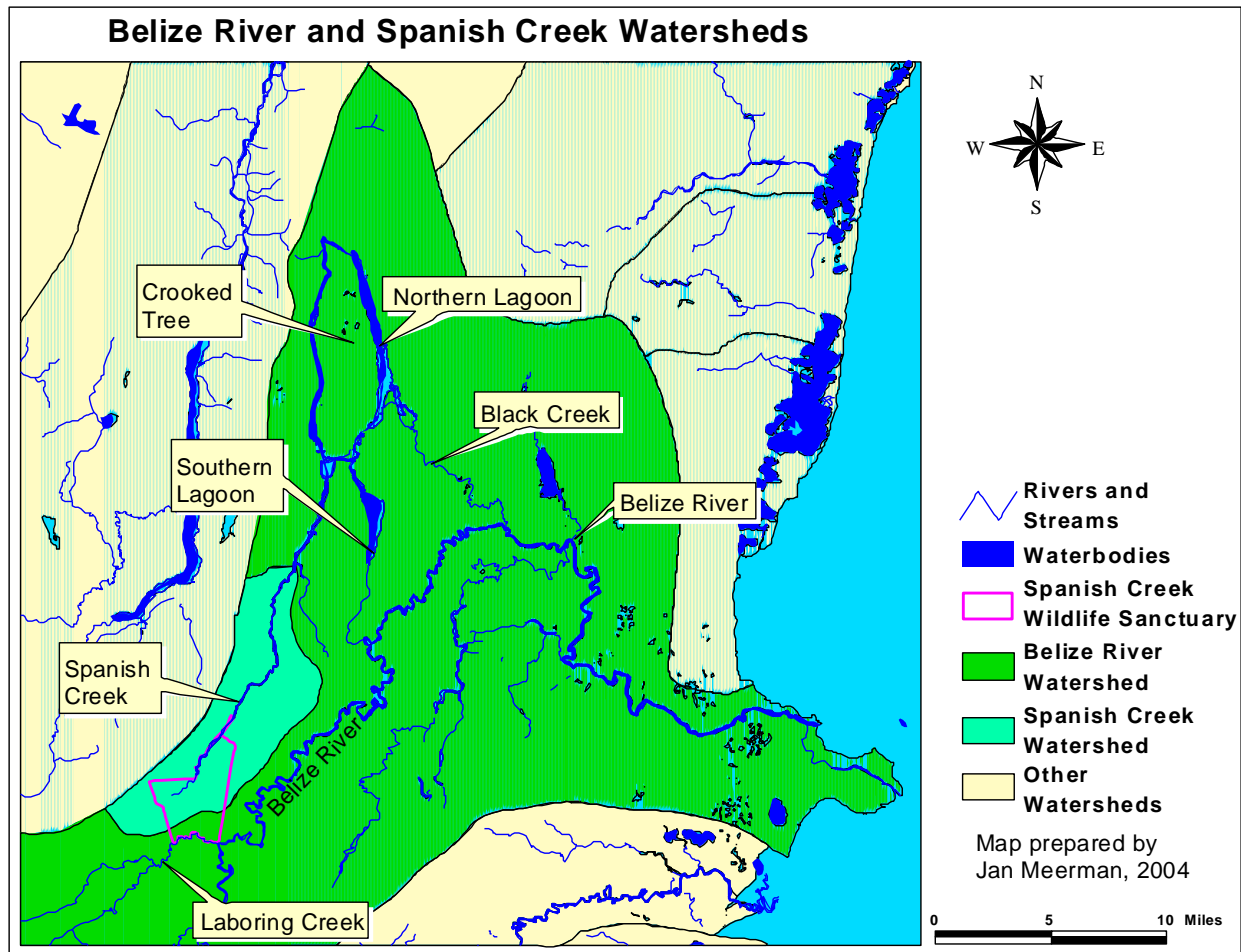 Belize River and Spanish Creek Watersheds
N
W E
S
Crooked
Tree
Northern Lagoon
Black Creek
Southern
Lagoon
Belize River
Spanish
Creek
Belize River
Laboring Creek
Rivers and
Streams
Waterbodies
Spanish Creek
Wildlife Sanctuary
Belize River
Watershed
Spanish Creek
Watershed
Other
Watersheds
Map prepared by
Jan Meerman, 2004
0 5 10 Miles